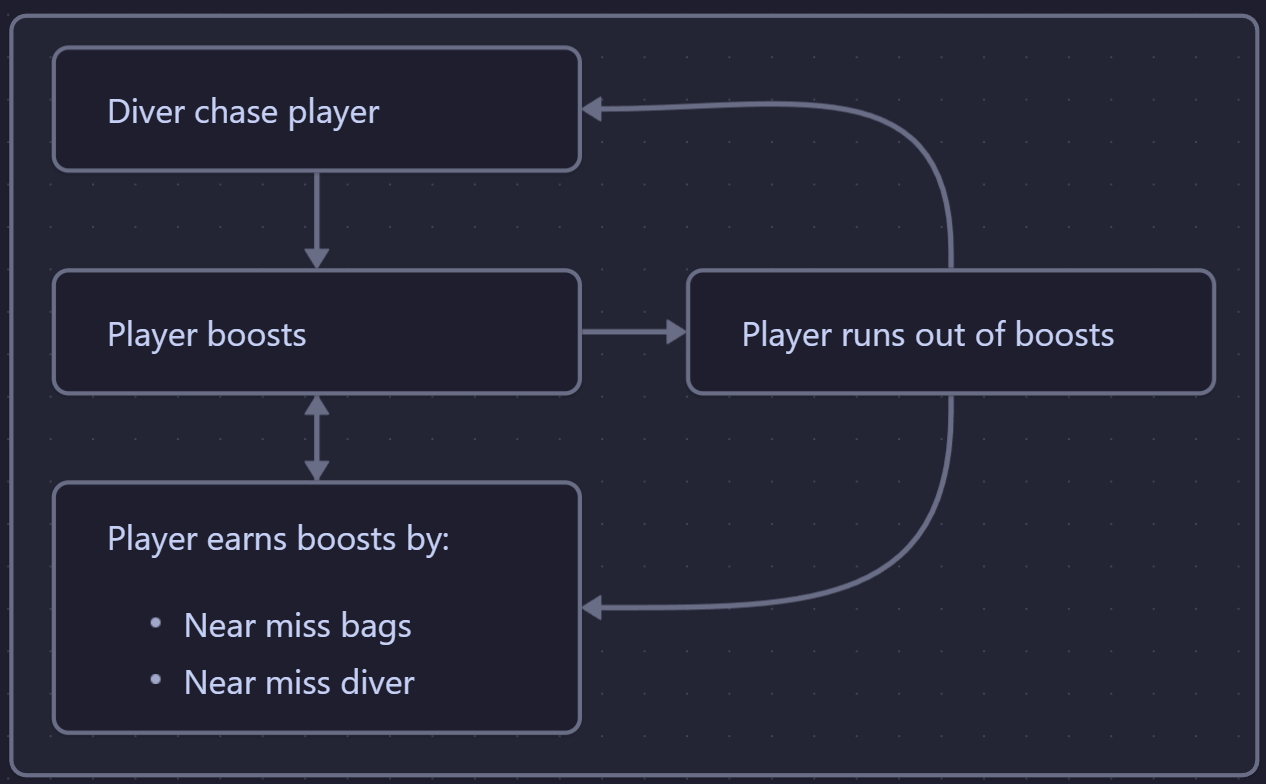 Diver chase player
Player boosts
Player runs out of boosts
Player earns boosts by:
• Near miss bags
• Near miss diver